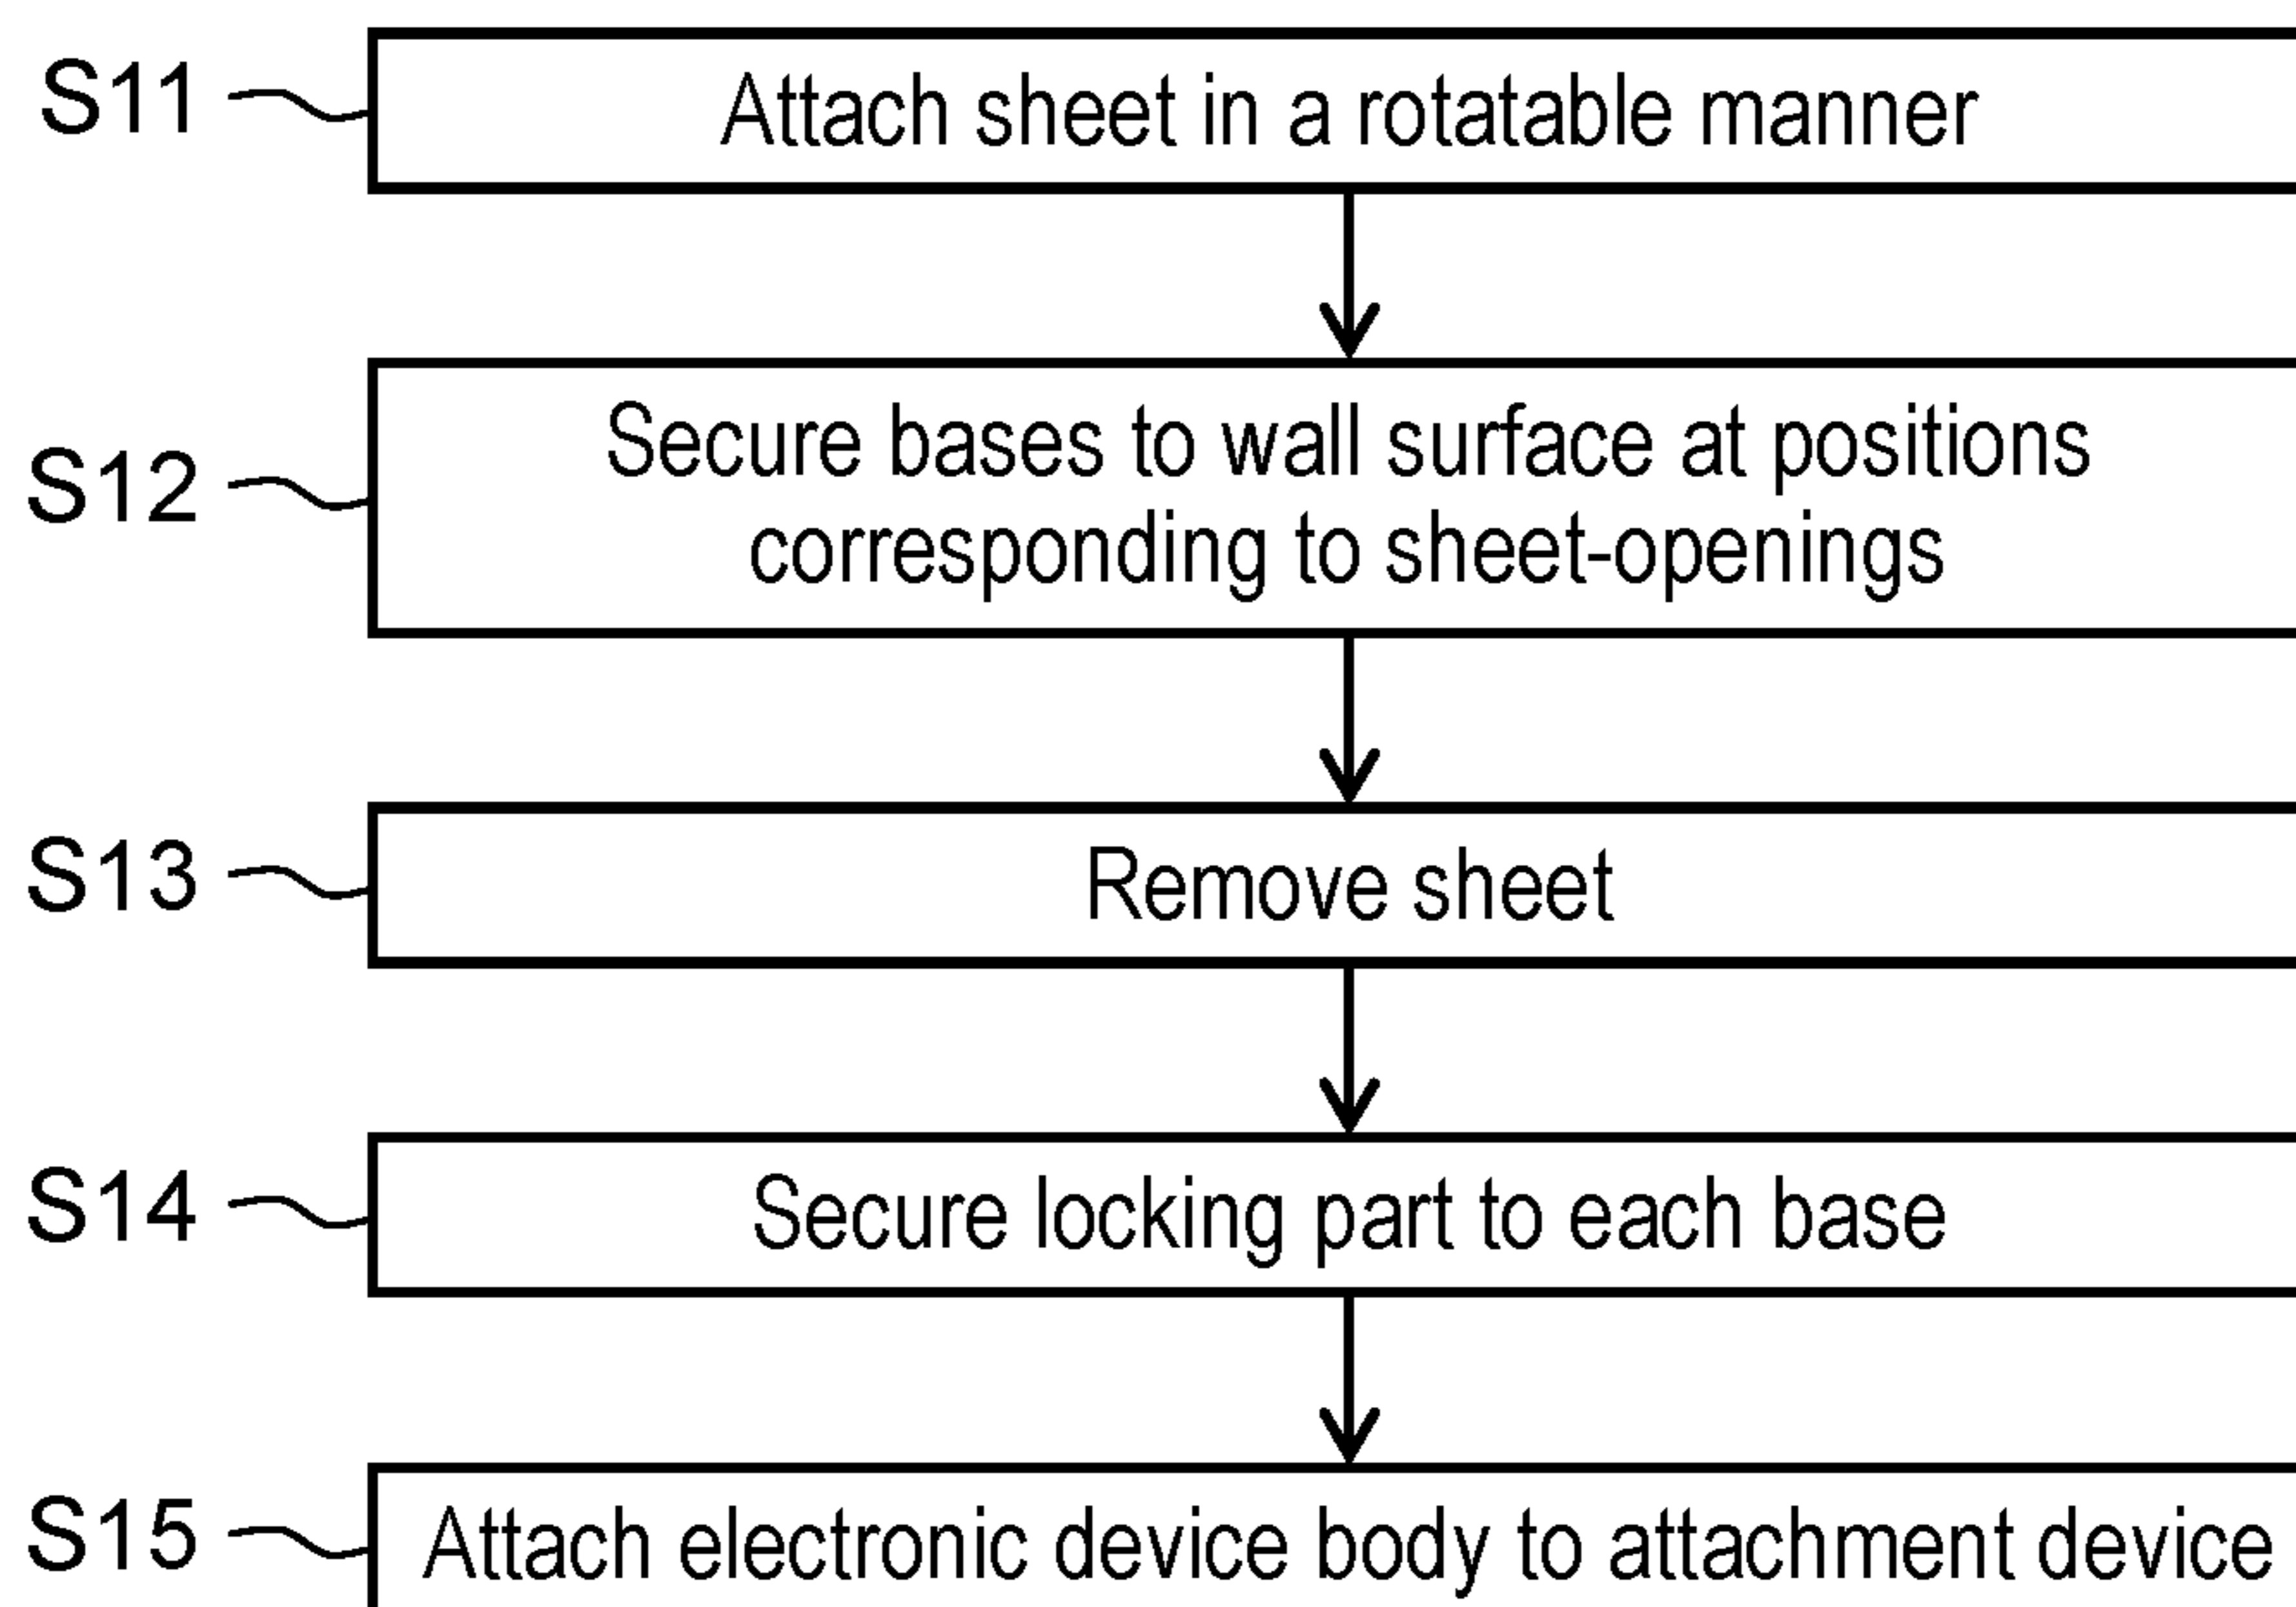 S11
Attach sheet in a rotatable manner
S12
Secure bases to wall surface at positions
corresponding to sheet-openings
S13
Remove sheet
S14
Secure locking part to each base
S15
Attach electronic device body to attachment device